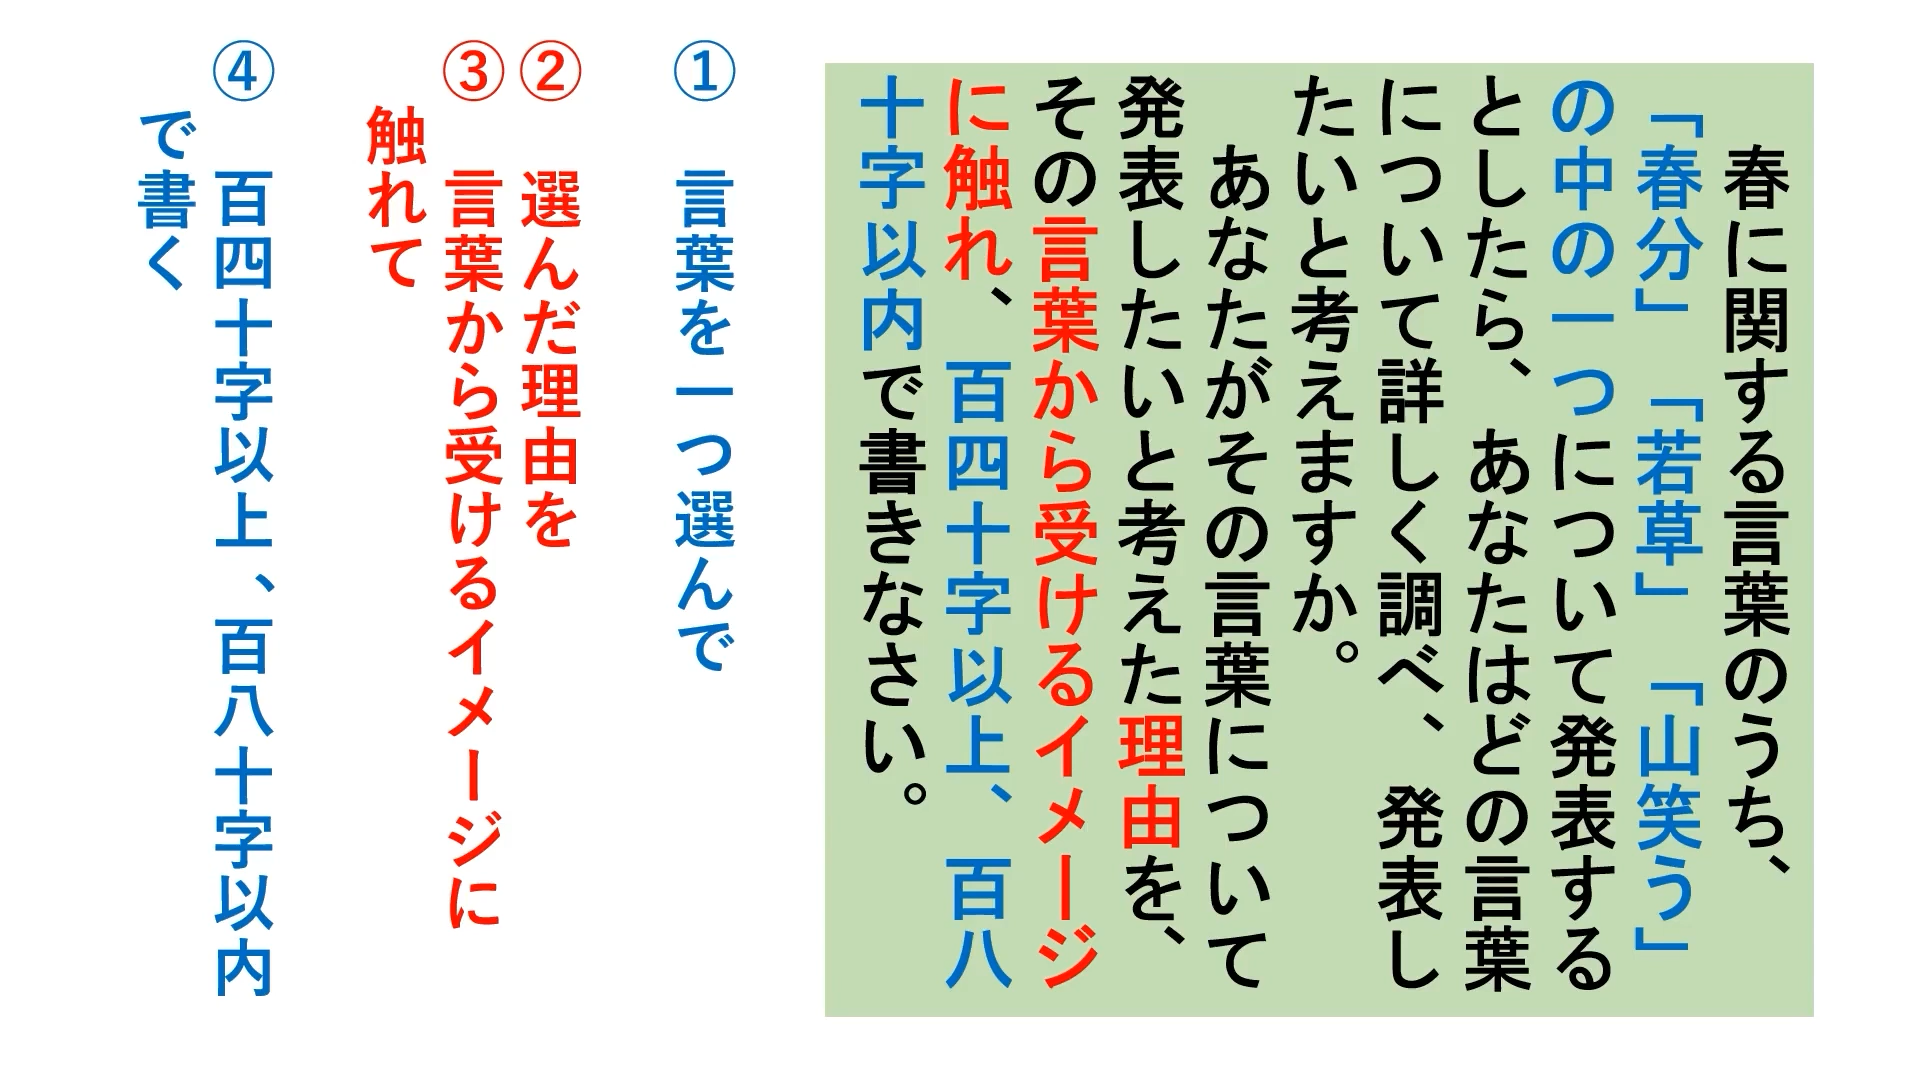 春に関する言葉のうち、
「春分」「若草」「山笑う」
の中の一つについて発表する
としたら、あなたはどの言葉
について詳しく調べ、発表し
たいと考えますか。
あなたがその言葉について
発表したいと考えた理由を、
その言葉から受けるイメージ
に触れ、百四十字以上、百八
十字以内で書きなさい。
① 言葉を一つ選んで
② 選んだ理由を
③ 言葉から受けるイメージに
触れて
④ 百四十字以上、百八十字以内
で書く